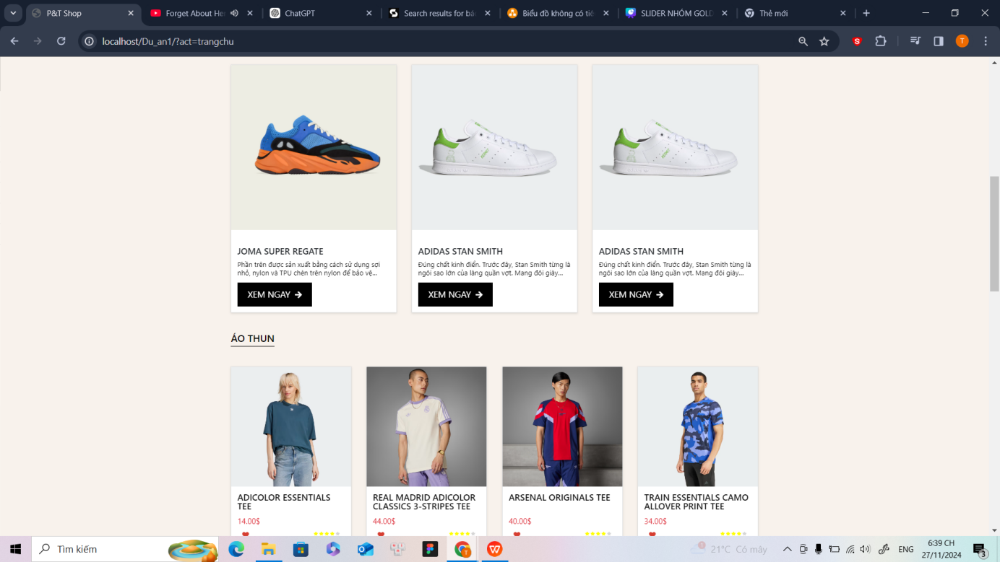 P&T Shop
Forget About He
ChatGPT
Search results for bá
Biểu đồ không có tiê
SLIDER NHÓM GOLD
Thẻ mới
localhost/Du_an1/?act=trangchu
S
T
JOMA SUPER REGATE
Phần trên được sản xuất bằng cách sử dụng sợi
nhỏ, nylon và TPU chèn trên nylon để bảo vệ...
XEM NGAY
ADIDAS STAN SMITH
Đúng chất kinh điển. Trước đây, Stan Smith từng là
ngôi sao lớn của làng quần vợt. Mang đôi giày...
XEM NGAY
ADIDAS STAN SMITH
Đúng chất kinh điển. Trước đây, Stan Smith từng là
ngôi sao lớn của làng quần vợt. Mang đôi giày...
XEM NGAY
ÁO THUN
ADICOLOR ESSENTIALS
TEE
14.00$
REAL MADRID ADICOLOR
CLASSICS 3-STRIPES TEE
44.00$
ARSENAL ORIGINALS TEE
40.00$
TRAIN ESSENTIALS CAMO
ALLOVER PRINT TEE
34.00$
Tìm kiếm
21°C Có mây
ENG
6:39 CH
27/11/2024
3